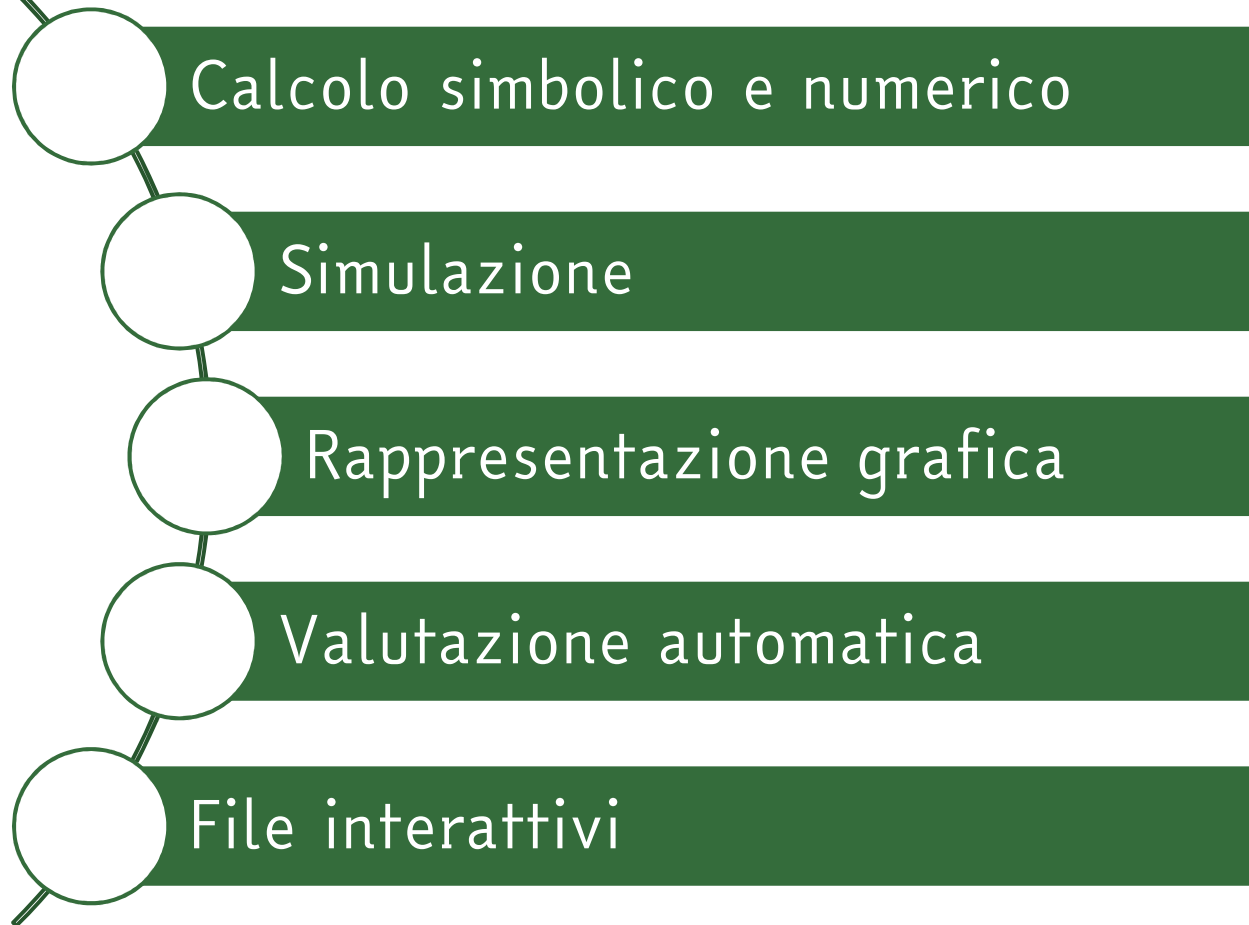 Calcolo simbolico e numerico
Simulazione
Rappresentazione grafica
Valutazione automatica
File interattivi